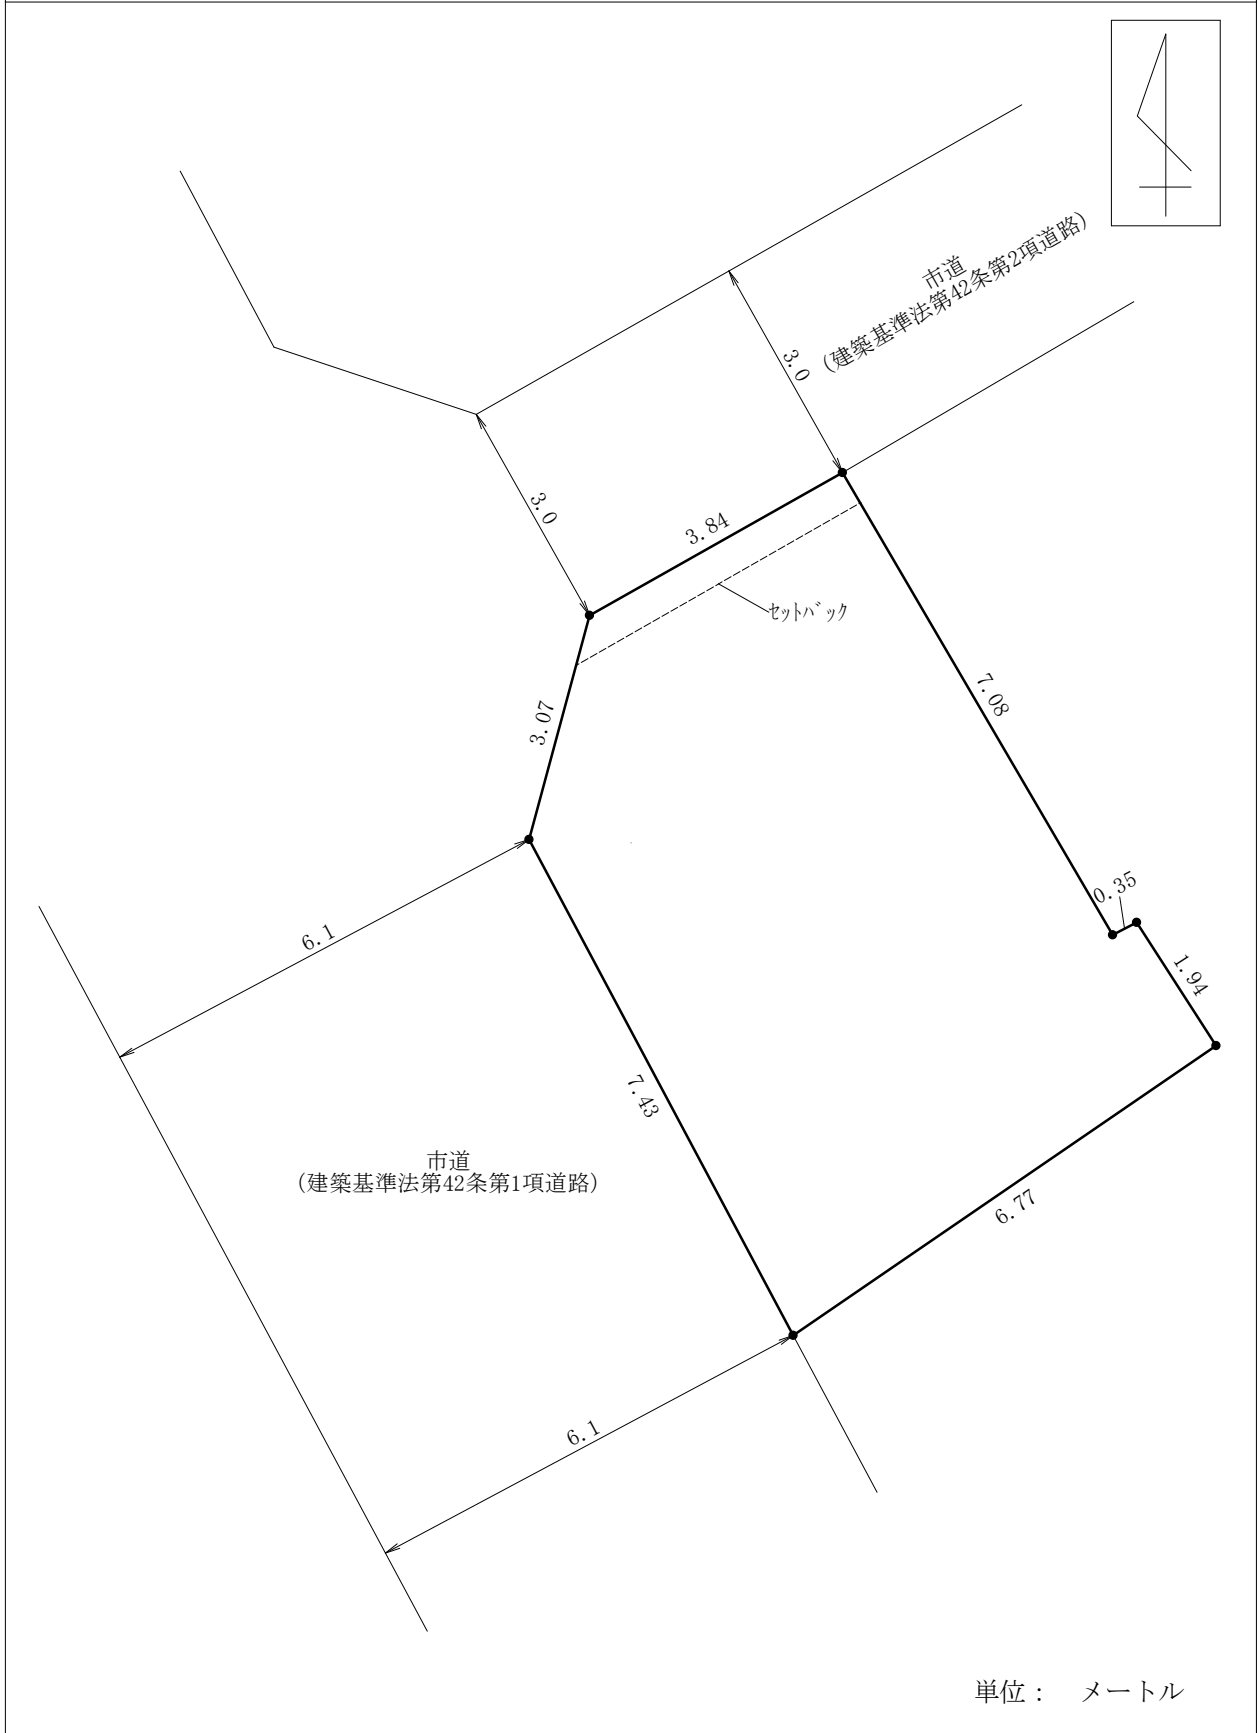 市道
(建築基準法第42条第2項道路)
3.0
3.0
3.84
セットバック
3.07
7.08
0.35
1.94
6.1
7.43
市道
(建築基準法第42条第1項道路)
6.77
6.1
単位： メートル